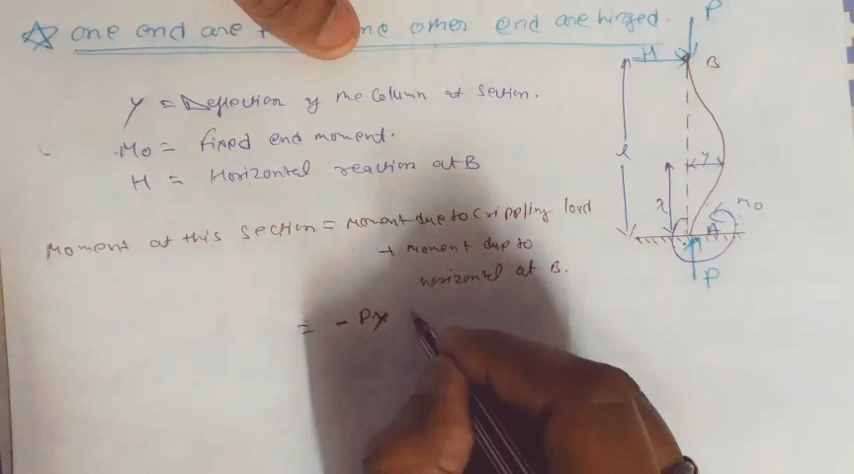 one end are the other end are hinged.
y = Deflection of the column at section.
Mo = fixed end moment.
H = Horizontal reaction at B
Moment at this section = Moment due to crippling load
+ moment due to
horizontal at B.
= - P.y
P
H
B
l
y
x
Mo
A
P